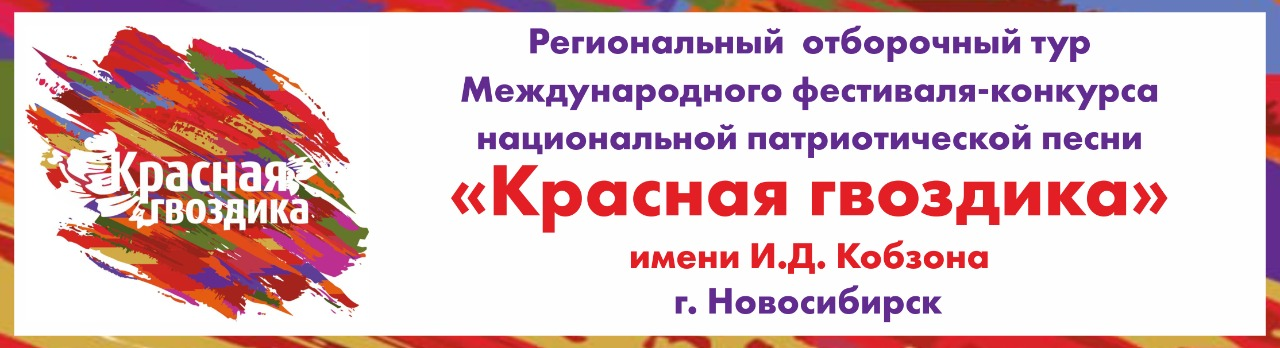 Красная
гвоздика
Региональный отборочный тур
Международного фестиваля-конкурса
национальной патриотической песни
«Красная гвоздика»
имени И.Д. Кобзона
г. Новосибирск